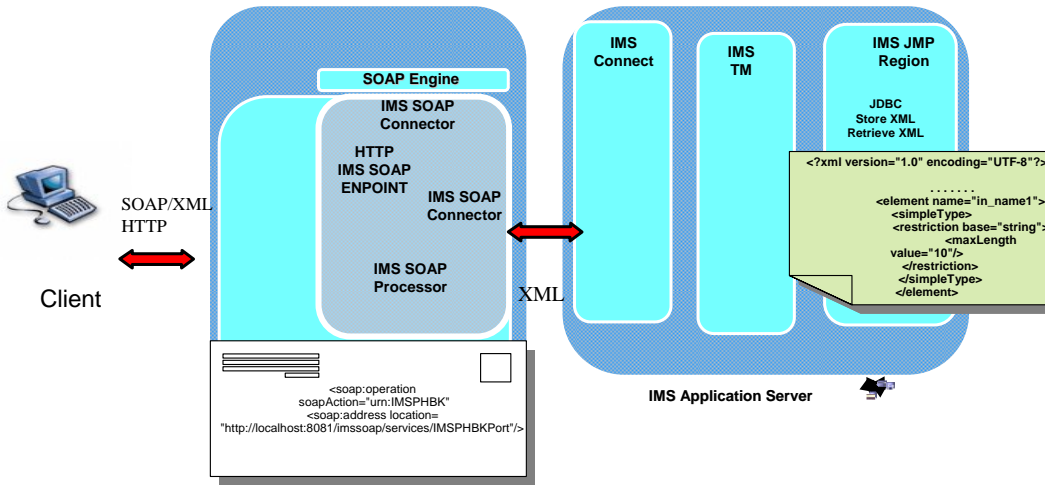 Client
SOAP/XML
HTTP
SOAP Engine
IMS SOAP
Connector
HTTP
IMS SOAP
ENPOINT
IMS SOAP
Connector
IMS SOAP
Processor
XML
<soap:operation
soapAction="urn:IMSPHBK"
<soap:address location=
"http://localhost:8081/imssoap/services/IMSPHBKPort"/>
IMS
Connect
IMS
TM
IMS JMP
Region
JDBC
Store XML
Retrieve XML
<?xml version="1.0" encoding="UTF-8"?>
. . . . . . .
<element name="in_name1">
<simpleType>
<restriction base="string">
<maxLength
value="10"/>
</restriction>
</simpleType>
</element>
IMS Application Server